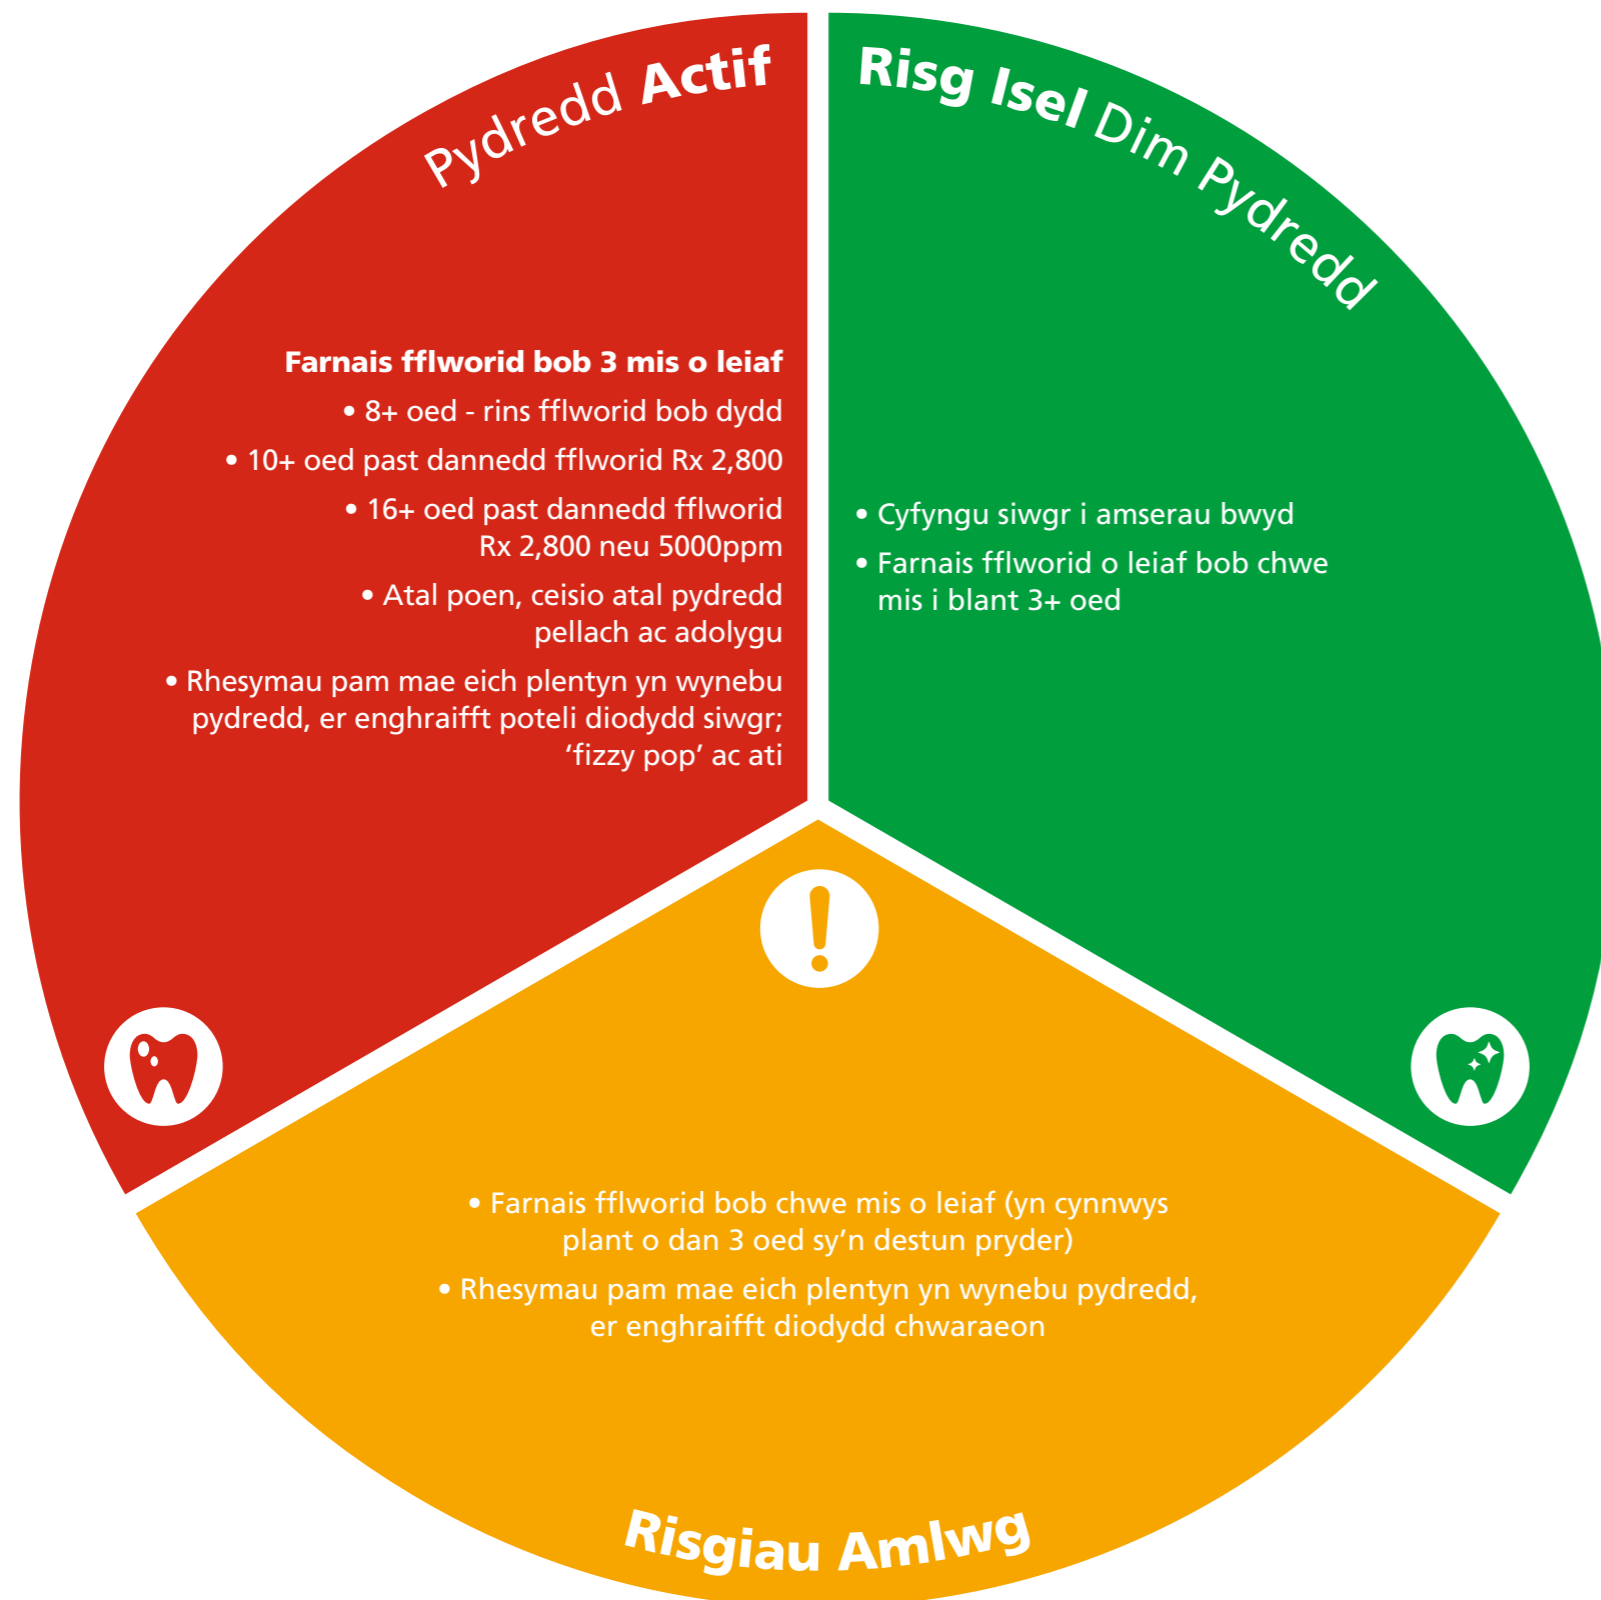 Pydredd Actif
Farnais fflworid bob 3 mis o leiaf
• 8+ oed - rins fflworid bob dydd
• 10+ oed past dannedd fflworid Rx 2,800
• 16+ oed past dannedd fflworid
Rx 2,800 neu 5000ppm
• Atal poen, ceisio atal pydredd
pellach ac adolygu
• Rhesymau pam mae eich plentyn yn wynebu
pydredd, er enghraifft poteli diodydd siwgr;
‘fizzy pop’ ac ati
Risg Isel Dim Pydredd
• Cyfyngu siwgr i amserau bwyd
• Farnais fflworid o leiaf bob chwe
mis i blant 3+ oed
• Farnais fflworid bob chwe mis o leiaf (yn cynnwys
plant o dan 3 oed sy’n destun pryder)
• Rhesymau pam mae eich plentyn yn wynebu pydredd,
er enghraifft diodydd chwaraeon
Risgiau Amlwg